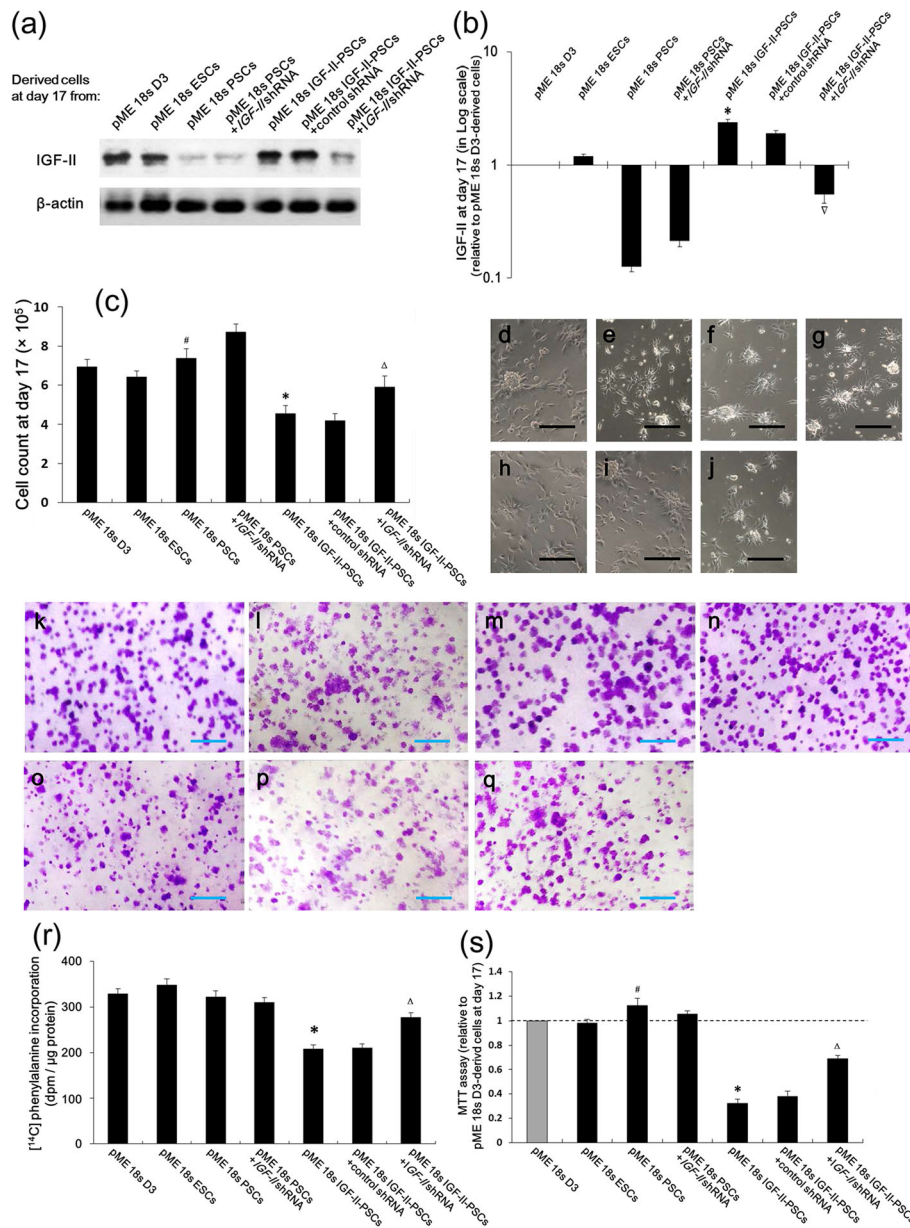 (a)
Derived cells
at day 17 from:
pME 18s D3
pME 18s ESCs
pME 18s PSCs
pME 18s PSCs
+IGF-II shRNA
pME 18s IGF-II-PSCs
pME 18s IGF-II-PSCs
+control shRNA
pME 18s IGF-II-PSCs
+IGF-II shRNA
IGF-II
β-actin
(b)
pME 18s D3
pME 18s ESCs
pME 18s PSCs
pME 18s PSCs
+IGF-II shRNA
pME 18s IGF-II-PSCs
pME 18s IGF-II-PSCs
+control shRNA
pME 18s IGF-II-PSCs
+IGF-II shRNA
IGF-II at day 17 (in Log scale)
(relative to pME 18s D3-derived cells)
10
1
0.1
*
∇
(c)
Cell count at day 17 (× 10⁵)
10
8
6
4
2
0
#
*
Δ
pME 18s D3
pME 18s ESCs
pME 18s PSCs
pME 18s PSCs
+IGF-II shRNA
pME 18s IGF-II-PSCs
pME 18s IGF-II-PSCs
+control shRNA
pME 18s IGF-II-PSCs
+IGF-II shRNA
d
e
f
g
h
i
j
k
l
m
n
o
p
q
(r)
[¹⁴C] phenylalanine incorporation
(dpm / µg protein)
400
300
200
100
0
*
Δ
pME 18s D3
pME 18s ESCs
pME 18s PSCs
pME 18s PSCs
+IGF-II shRNA
pME 18s IGF-II-PSCs
pME 18s IGF-II-PSCs
+control shRNA
pME 18s IGF-II-PSCs
+IGF-II shRNA
(s)
MTT assay (relative to
pME 18s D3-derivd cells at day 17)
1.4
1.2
1
0.8
0.6
0.4
0.2
0
#
*
Δ
pME 18s D3
pME 18s ESCs
pME 18s PSCs
pME 18s PSCs
+IGF-II shRNA
pME 18s IGF-II-PSCs
pME 18s IGF-II-PSCs
+control shRNA
pME 18s IGF-II-PSCs
+IGF-II shRNA